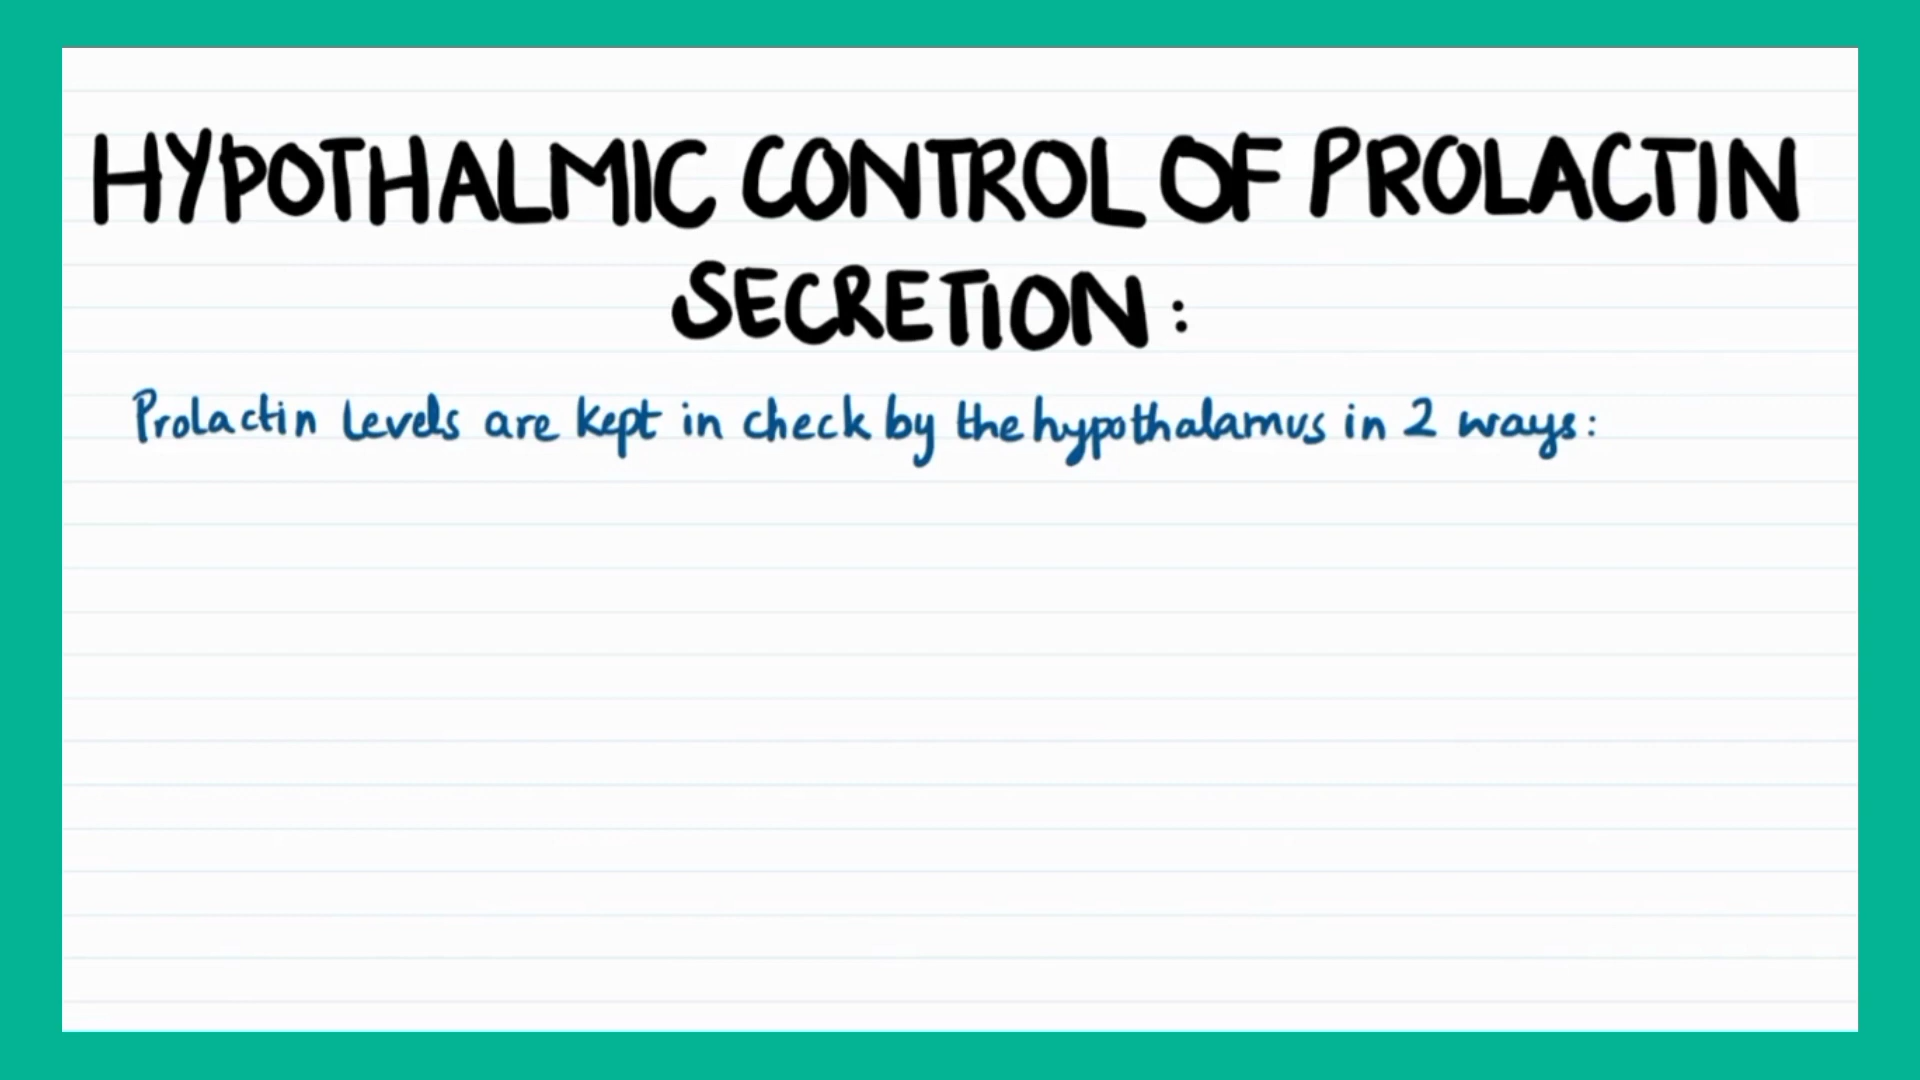 HYPOTHALMIC CONTROL OF PROLACTIN
SECRETION :
Prolactin levels are kept in check by the hypothalamus in 2 ways: